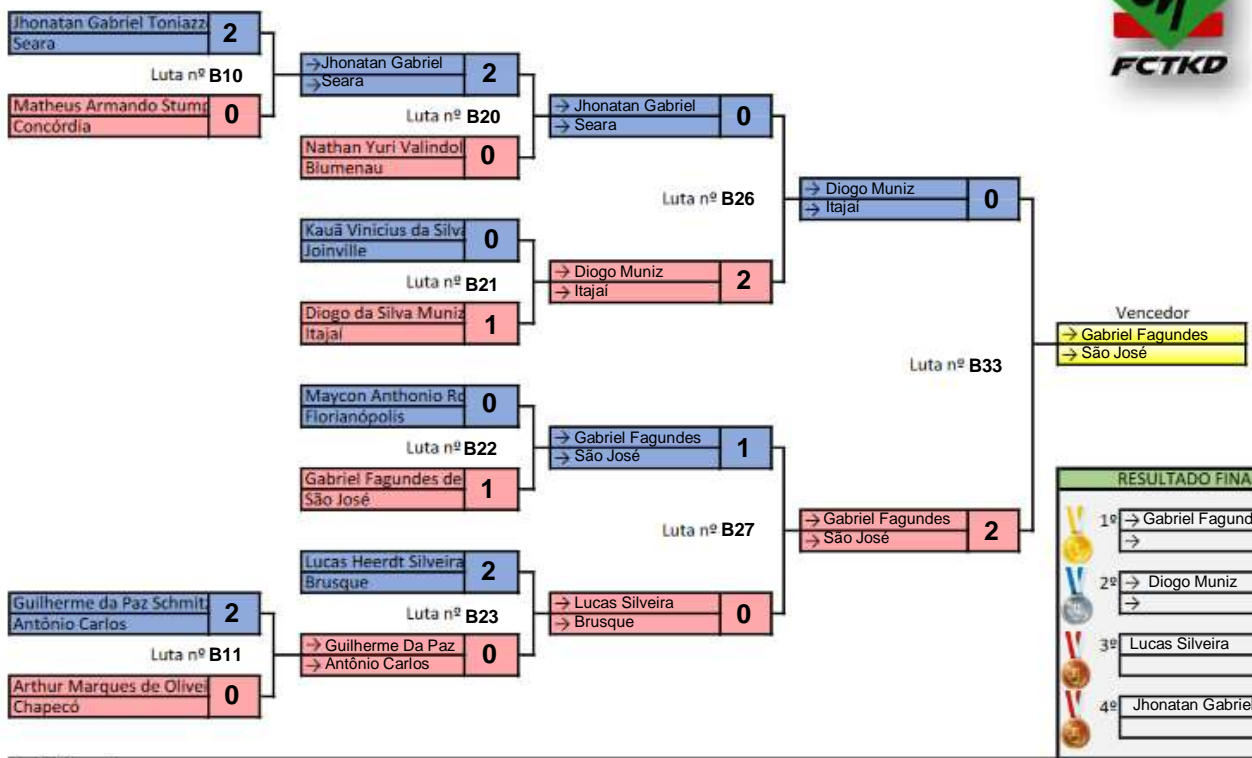 Jhonatan Gabriel Toniazz
Seara
2
Luta nº B10
Matheus Armando Stump
Concórdia
0
→Jhonatan Gabriel
→Seara
2
Luta nº B20
Nathan Yuri Valindol
Blumenau
0
Kauã Vinicius da Silva
Joinville
0
Luta nº B21
Diogo da Silva Muniz
Itajaí
1
Maycon Anthonio Ro
Florianópolis
0
Luta nº B22
Gabriel Fagundes de
São José
1
Lucas Heerdt Silveira
Brusque
2
Luta nº B23
→ Guilherme Da Paz
→ Antônio Carlos
0
Guilherme da Paz Schmitz
Antônio Carlos
2
Luta nº B11
Arthur Marques de Olivei
Chapecó
0
→ Jhonatan Gabriel
→ Seara
0
Luta nº B26
→ Diogo Muniz
→ Itajaí
2
→ Gabriel Fagundes
→ São José
1
Luta nº B27
→ Lucas Silveira
→ Brusque
0
→ Diogo Muniz
→ Itajaí
0
Luta nº B33
→ Gabriel Fagundes
→ São José
2
FCTKD
Vencedor
→ Gabriel Fagundes
→ São José
RESULTADO FINA
1º → Gabriel Fagund
→
2º → Diogo Muniz
→
3º Lucas Silveira
4º Jhonatan Gabriel